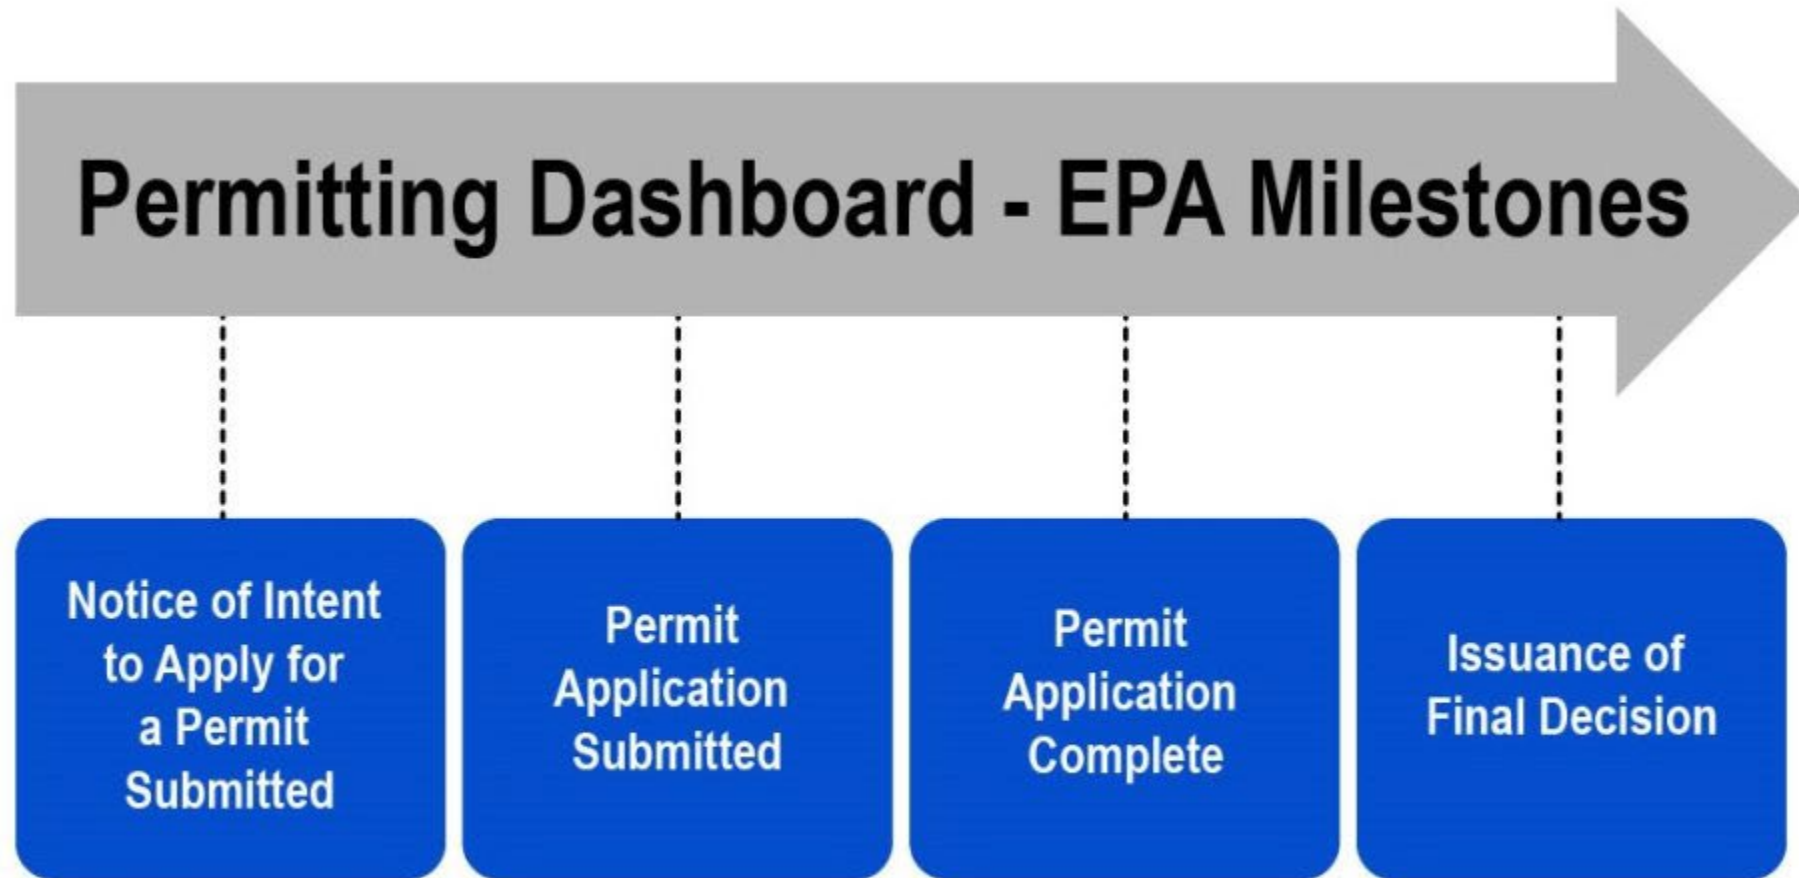 Permitting Dashboard - EPA Milestones
Notice of Intent
to Apply for
a Permit
Submitted
Permit
Application
Submitted
Permit
Application
Complete
Issuance of
Final Decision